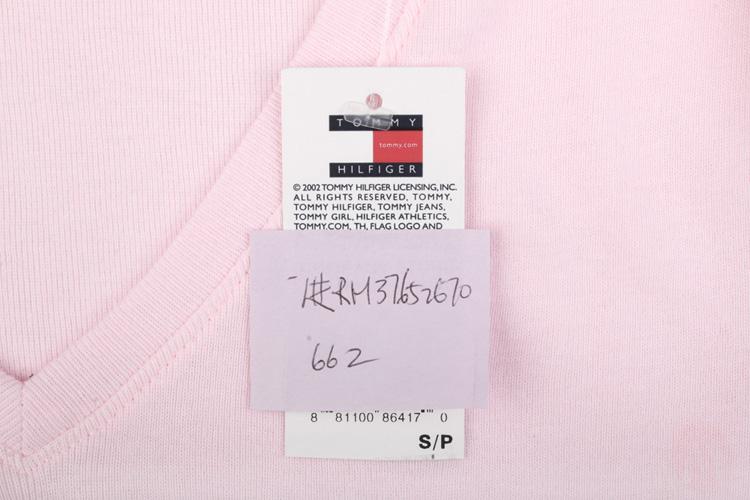 TOMMY
tommy.com
HILFIGER
© 2002 TOMMY HILFIGER LICENSING, INC.
ALL RIGHTS RESERVED, TOMMY,
TOMMY HILFIGER, TOMMY JEANS,
TOMMY GIRL, HILFIGER ATHLETICS,
TOMMY.COM, TH, FLAG LOGO AND
1#RM37652670
662
8 81100 86417 0
S/P